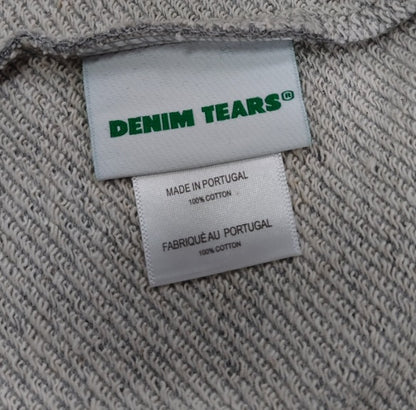 DENIM TEARS®
MADE IN PORTUGAL
100% COTTON
FABRIQUÉ AU PORTUGAL
100% COTTON